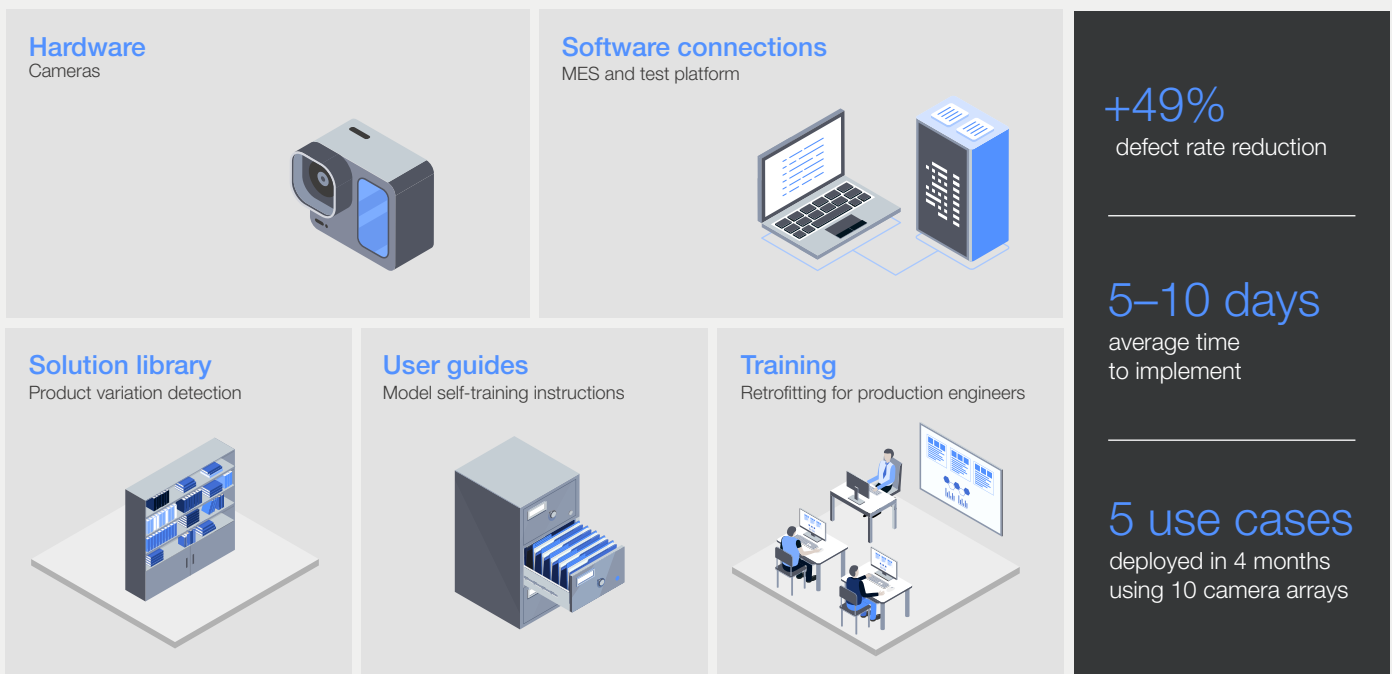 Hardware
Cameras
Software connections
MES and test platform
Solution library
Product variation detection
User guides
Model self-training instructions
Training
Retrofitting for production engineers
+49%
defect rate reduction
5–10 days
average time
to implement
5 use cases
deployed in 4 months
using 10 camera arrays